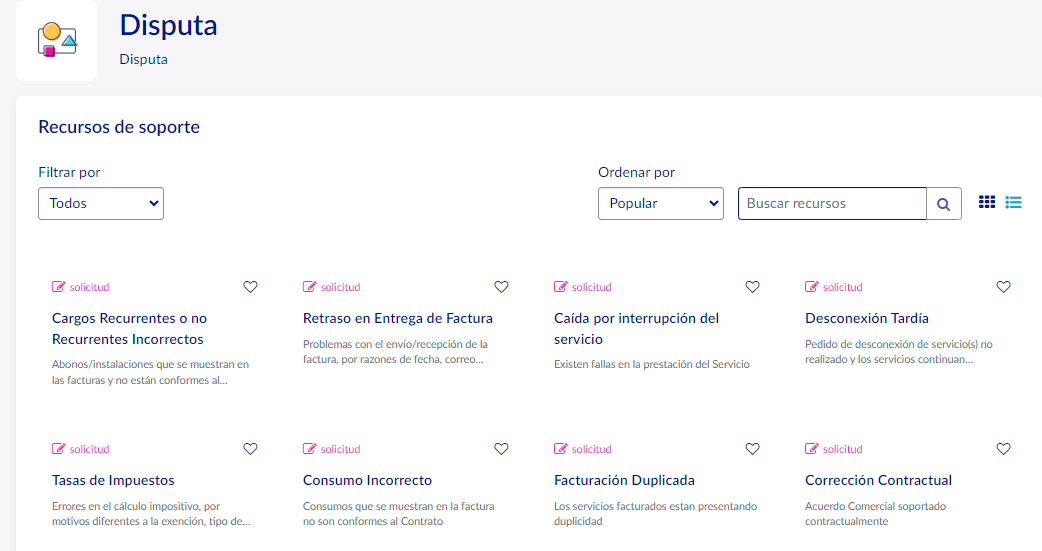 Disputa
Disputa
Recursos de soporte
Filtrar por
Ordenar por
Todos
Popular
Buscar recursos
solicitud
Cargos Recurrentes o no
Recurrentes Incorrectos
Abonos/instalaciones que se muestran en
las facturas y no están conformes al...
solicitud
Retraso en Entrega de Factura
Problemas con el envío/recepción de la
factura, por razones de fecha, correo...
solicitud
Caída por interrupción del
servicio
Existen fallas en la prestación del Servicio
solicitud
Desconexión Tardía
Pedido de desconexión de servicio(s) no
realizado y los servicios continuan...
solicitud
Tasas de Impuestos
Errores en el cálculo impositivo, por
motivos diferentes a la exención, tipo de...
solicitud
Consumo Incorrecto
Consumos que se muestran en la factura
no son conformes al Contrato
solicitud
Facturación Duplicada
Los servicios facturados estan presentando
duplicidad
solicitud
Corrección Contractual
Acuerdo Comercial soportado
contractualmente